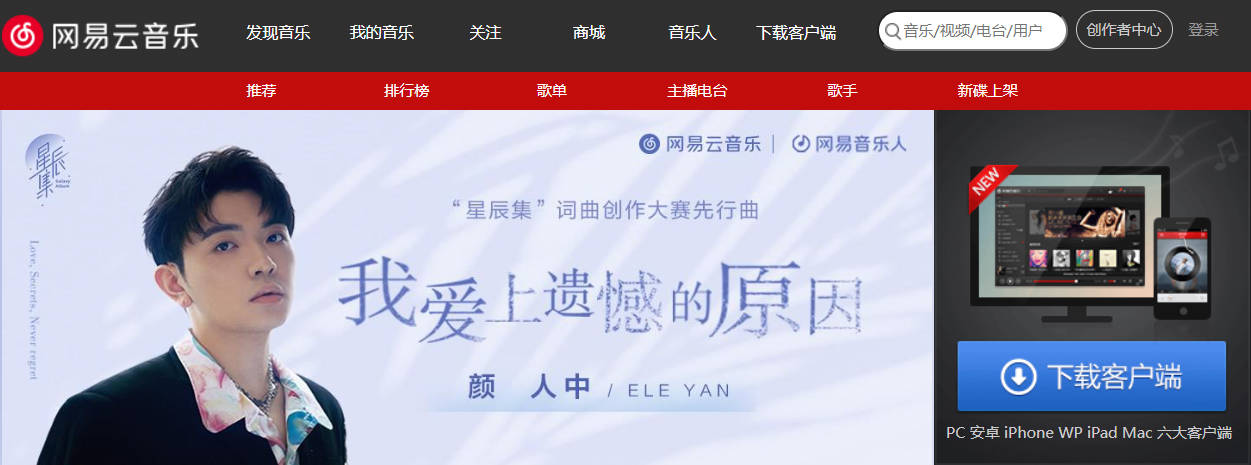 网易云音乐
发现音乐 我的音乐 关注 商城 音乐人 下载客户端
音乐/视频/电台/用户
创作者中心
登录
推荐 排行榜 歌单 主播电台 歌手 新碟上架
星辰集
Galaxy Album
Love, Secrets, Never regret
网易云音乐 | 网易音乐人
“星辰集”词曲创作大赛先行曲
我爱上遗憾的原因
颜 人中 / ELE YAN
NEW
下载客户端
PC 安卓 iPhone WP iPad Mac 六大客户端